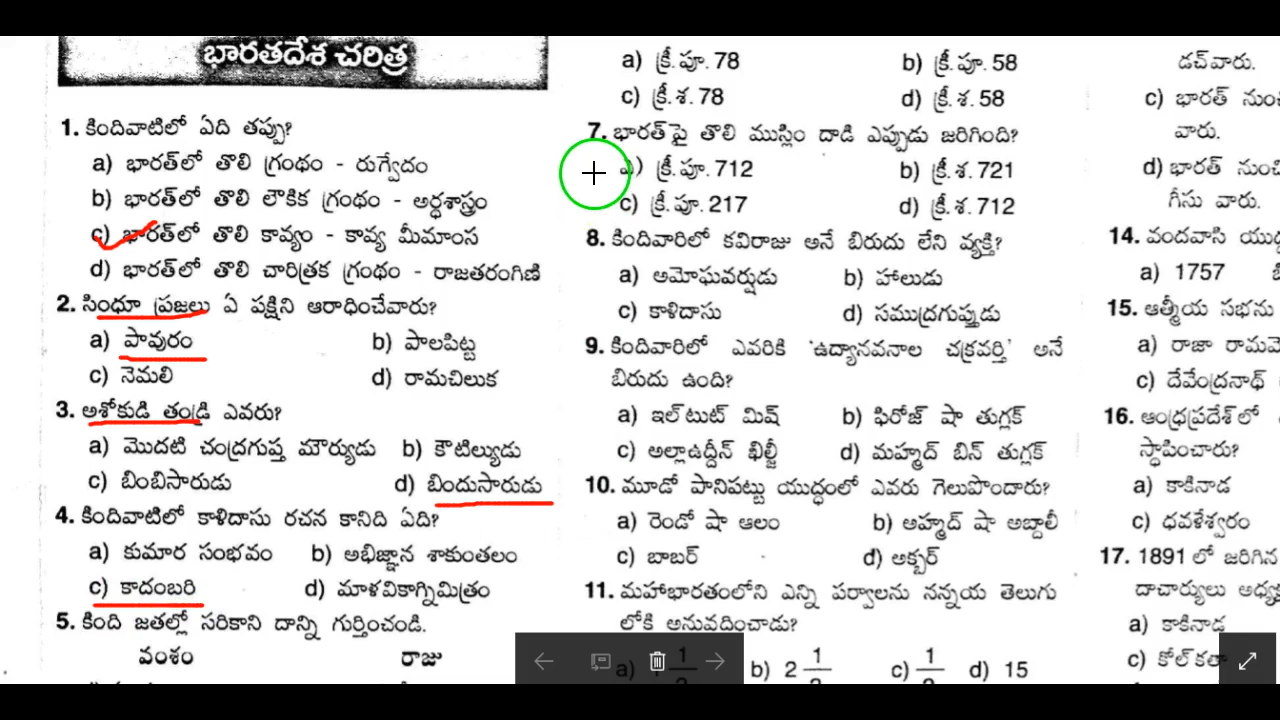 భారతదేశ చరిత్ర
1. కిందివాటిలో ఏది తప్పు?
a) భారత్‌లో తొలి గ్రంథం - రుగ్వేదం
b) భారత్‌లో తొలి లౌకిక గ్రంథం - అర్థశాస్త్రం
c) భారత్‌లో తొలి కావ్యం - కావ్య మీమాంస
d) భారత్‌లో తొలి చారిత్రక గ్రంథం - రాజతరంగిణి
2. సింధూ ప్రజలు ఏ పక్షిని ఆరాధించేవారు?
a) పావురం b) పాలపిట్ట
c) నెమలి d) రామచిలుక
3. అశోకుడి తండ్రి ఎవరు?
a) మొదటి చంద్రగుప్త మౌర్యుడు b) కౌటిల్యుడు
c) బింబిసారుడు d) బిందుసారుడు
4. కిందివాటిలో కాళిదాసు రచన కానిది ఏది?
a) కుమార సంభవం b) అభిజ్ఞాన శాకుంతలం
c) కాదంబరి d) మాళవికాగ్నిమిత్రం
5. కింది జతల్లో సరికాని దాన్ని గుర్తించండి.
వంశం రాజు
a) క్రీ.పూ. 78 b) క్రీ.పూ. 58
c) క్రీ.శ. 78 d) క్రీ.శ. 58
7. భారత్‌పై తొలి ముస్లిం దాడి ఎప్పుడు జరిగింది?
a) క్రీ.పూ. 712 b) క్రీ.శ. 721
c) క్రీ.పూ. 217 d) క్రీ.శ. 712
8. కిందివారిలో కవిరాజు అనే బిరుదు లేని వ్యక్తి?
a) అమోఘవర్షుడు b) హాలుడు
c) కాళిదాసు d) సముద్రగుప్తుడు
9. కిందివారిలో ఎవరికి 'ఉద్యానవనాల చక్రవర్తి' అనే
బిరుదు ఉంది?
a) ఇల్‌టుట్ మిష్ b) ఫిరోజ్ షా తుగ్లక్
c) అల్లాఉద్దీన్ ఖిల్జీ d) మహ్మద్ బిన్ తుగ్లక్
10. మూడో పానిపట్టు యుద్ధంలో ఎవరు గెలుపొందారు?
a) రెండో షా ఆలం b) అహ్మద్ షా అబ్దాలీ
c) బాబర్ d) అక్బర్
11. మహాభారతంలోని ఎన్ని పర్వాలను నన్నయ తెలుగు
లోకి అనువదించాడు?
b) 2 1 c) 1 d) 15
డచ్‌వారు.
c) భారత్ నుం
వారు.
d) భారత్ నుంచి
గీసు వారు.
14. వందవాసి యుద్
a) 1757
15. ఆత్మీయ సభను
a) రాజా రామమో
c) దేవేంద్రనాథ్
16. ఆంధ్రప్రదేశ్‌లో
స్థాపించారు?
a) కాకినాడ
c) ధవళేశ్వరం
17. 1891 లో జరిగిన
దాచార్యులు అధ్య
a) కాకినాడ
c) కోల్‌కతా